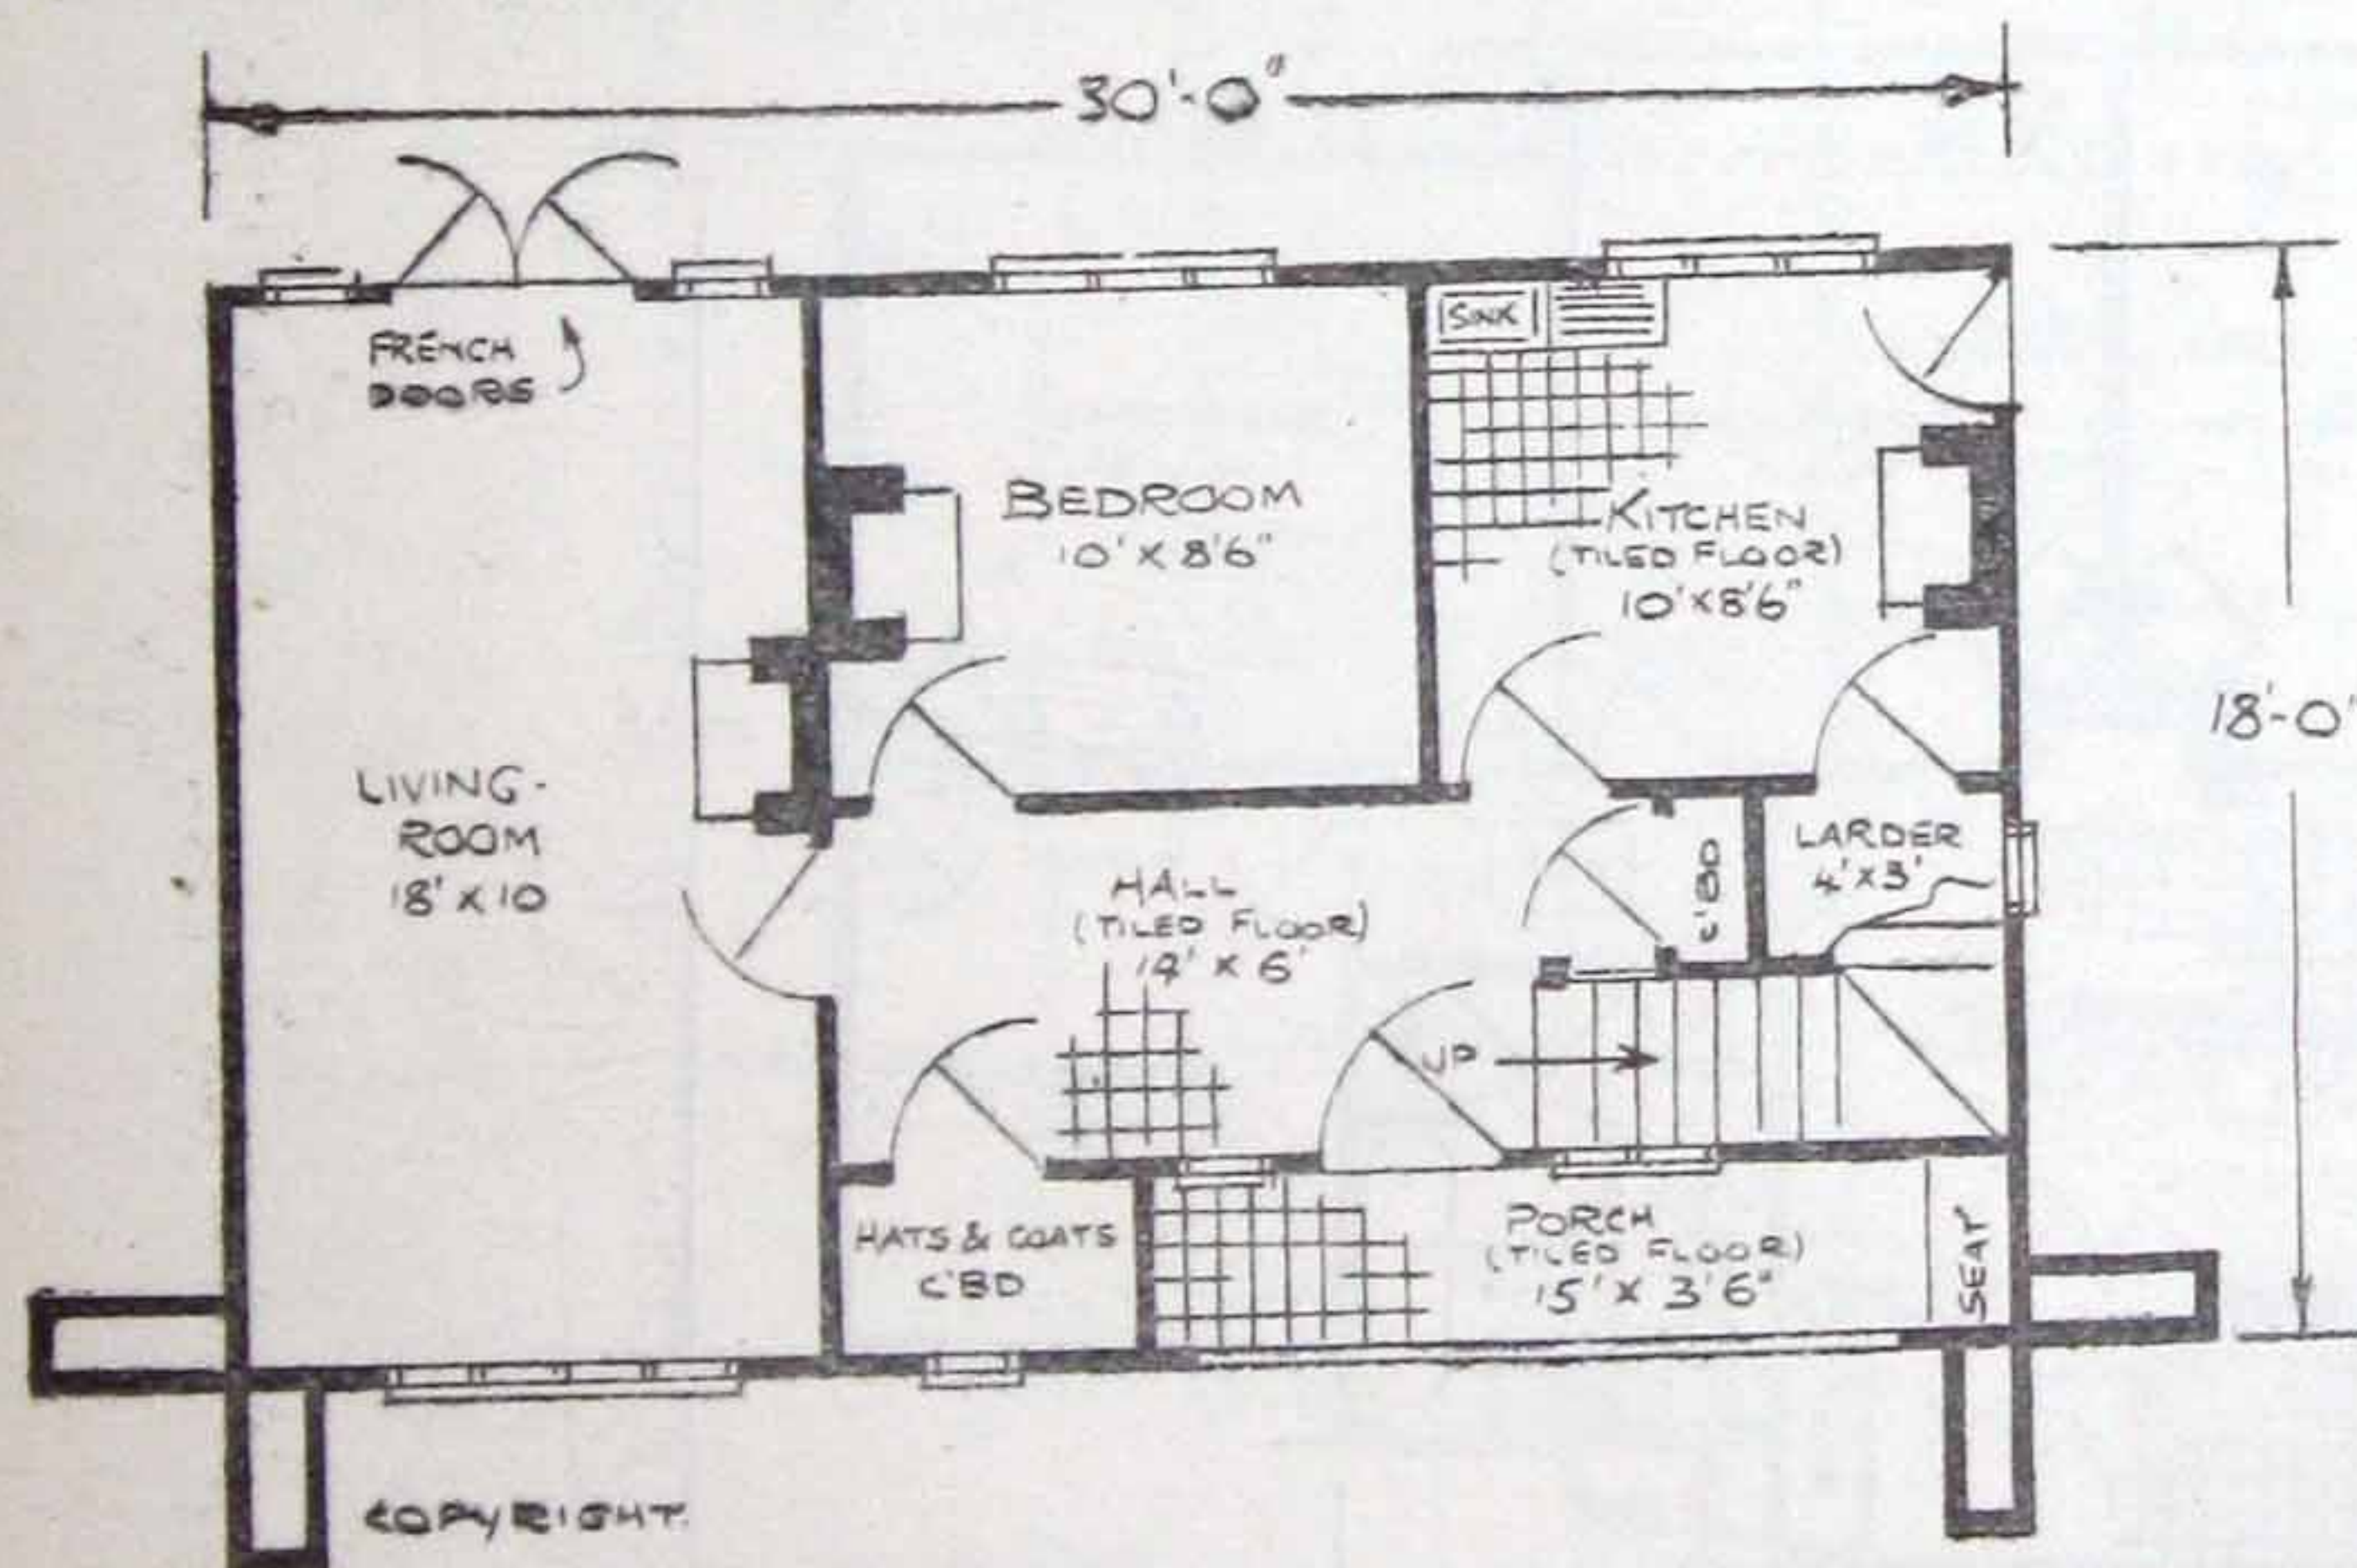 30'-0"
FRENCH
DOORS
SINK
BEDROOM
10' X 8'6"
KITCHEN
(TILED FLOOR)
10' X 8'6"
18'-0"
LIVING-
ROOM
18' X 10
HALL
(TILED FLOOR)
14' X 6'
C'BD
LARDER
4' X 3'
UP
HATS & COATS
C'BD
PORCH
(TILED FLOOR)
15' X 3'6"
SEAT
COPYRIGHT.